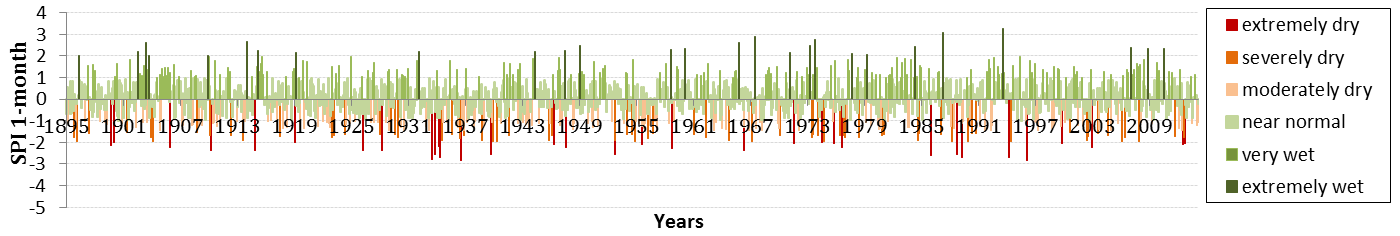 SPI 1-month
4
3
2
1
0
-1
-2
-3
-4
-5
1895 1901 1907 1913 1919 1925 1931 1937 1943 1949 1955 1961 1967 1973 1979 1985 1991 1997 2003 2009
Years
extremely dry
severely dry
moderately dry
near normal
very wet
extremely wet